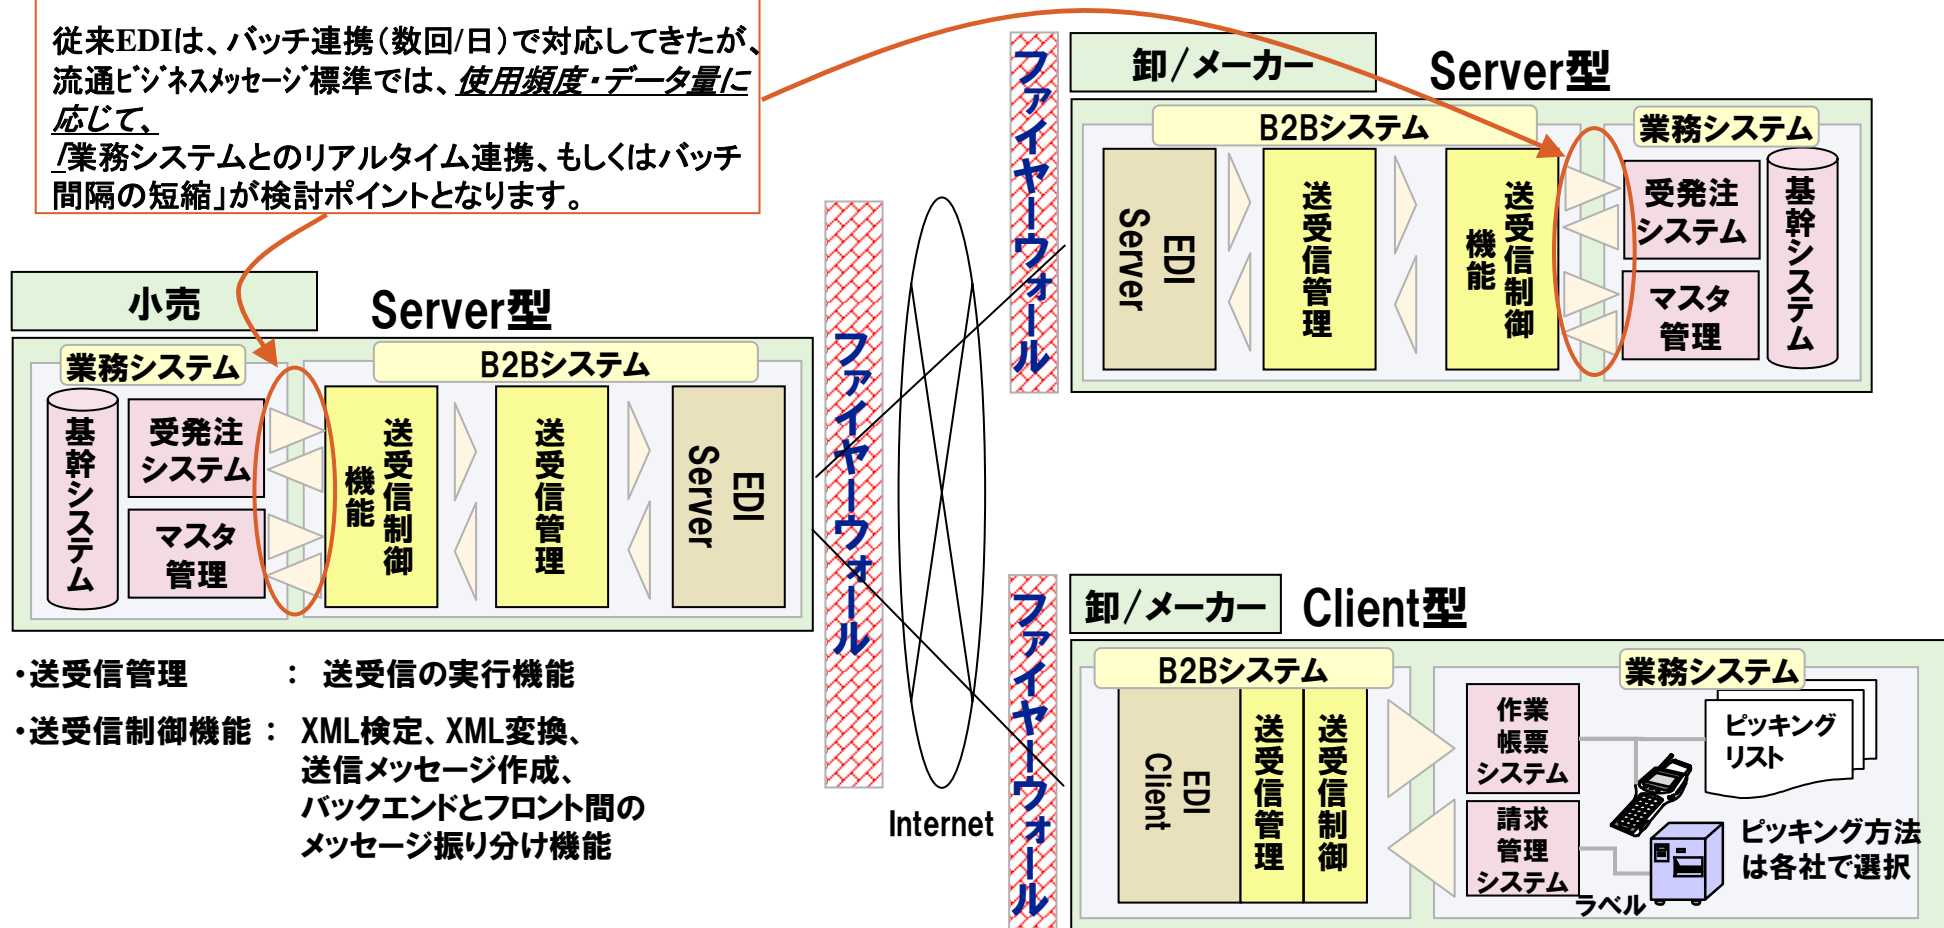 従来EDIは、バッチ連携(数回/日)で対応してきたが、
流通ビジネスメッセージ標準では、使用頻度・データ量に
応じて、
「業務システムとのリアルタイム連携、もしくはバッチ
間隔の短縮」が検討ポイントとなります。
小売
Server型
業務システム
B2Bシステム
基幹システム
受発注
システム
マスタ
管理
送受信制御
機能
送受信管理
EDI
Server
ファイヤーウォール
Internet
ファイヤーウォール
卸/メーカー
Server型
B2Bシステム
業務システム
EDI
Server
送受信管理
送受信制御
機能
受発注
システム
マスタ
管理
基幹システム
・送受信管理 : 送受信の実行機能
・送受信制御機能 : XML検定、XML変換、
送信メッセージ作成、
バックエンドとフロント間の
メッセージ振り分け機能
ファイヤーウォール
卸/メーカー
Client型
B2Bシステム
業務システム
EDI
Client
送受信管理
送受信制御
作業
帳票
システム
請求
管理
システム
ピッキング
リスト
ピッキング方法
は各社で選択
ラベル